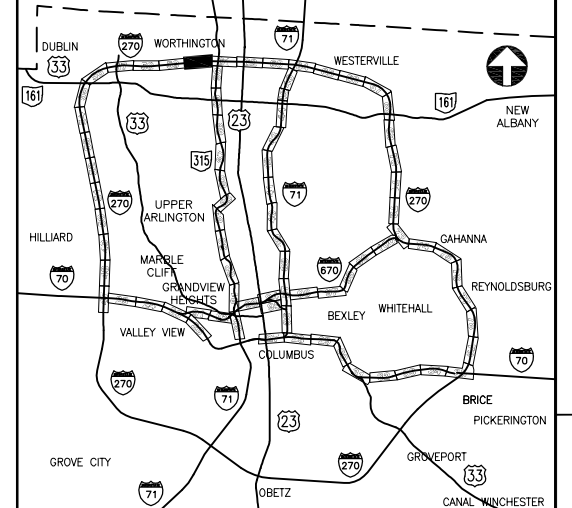 DUBLIN
33
270
WORTHINGTON
71
WESTERVILLE
161
161
NEW
ALBANY
33
23
315
270
71
270
UPPER
ARLINGTON
HILLIARD
GAHANNA
MARBLE
CLIFF
70
670
GRANDVIEW
HEIGHTS
REYNOLDSBURG
BEXLEY
WHITEHALL
VALLEY VIEW
COLUMBUS
70
270
71
BRICE
23
PICKERINGTON
GROVE CITY
270
GROVEPORT
33
71
OBETZ
CANAL WINCHESTER